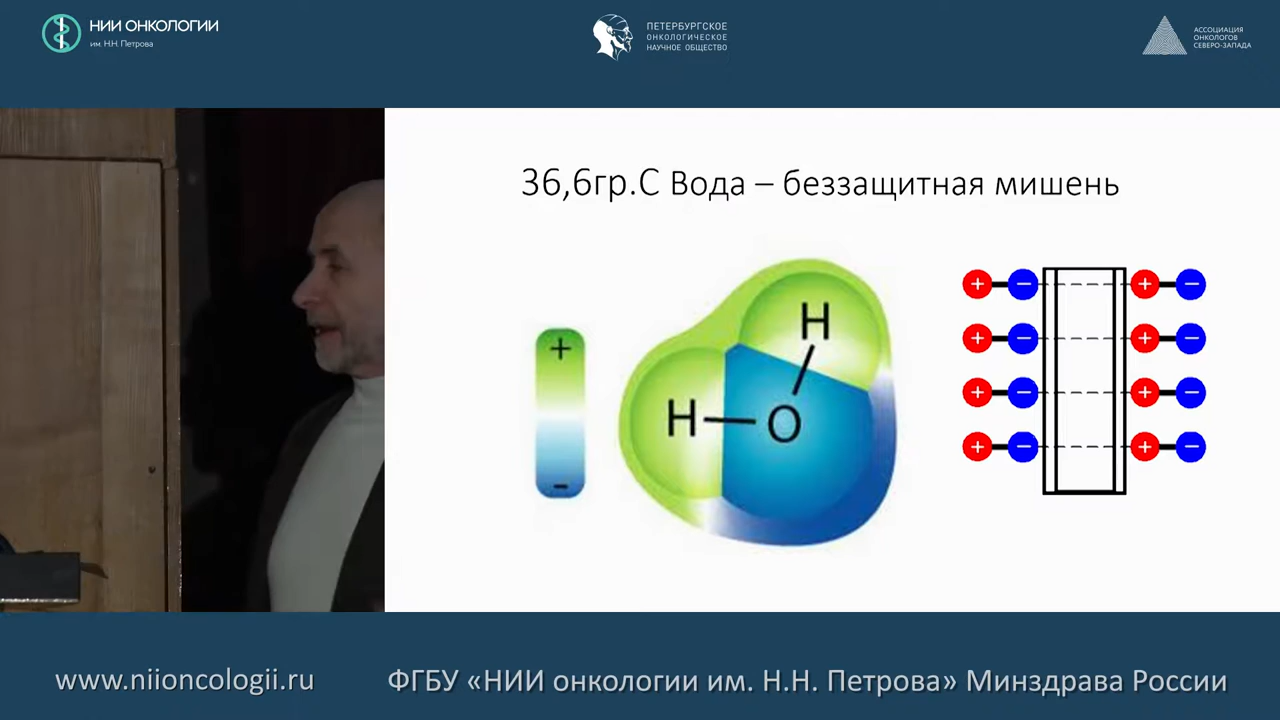 НИИ ОНКОЛОГИИ
им. Н.Н. Петрова
ПЕТЕРБУРГСКОЕ
ОНКОЛОГИЧЕСКОЕ
НАУЧНОЕ ОБЩЕСТВО
АССОЦИАЦИЯ
ОНКОЛОГОВ
СЕВЕРО-ЗАПАДА
36,6гр.С Вода – беззащитная мишень
+
–
H
H
O
+ – + –
+ – + –
+ – + –
+ – + –
www.niioncologii.ru
ФГБУ «НИИ онкологии им. Н.Н. Петрова» Минздрава России